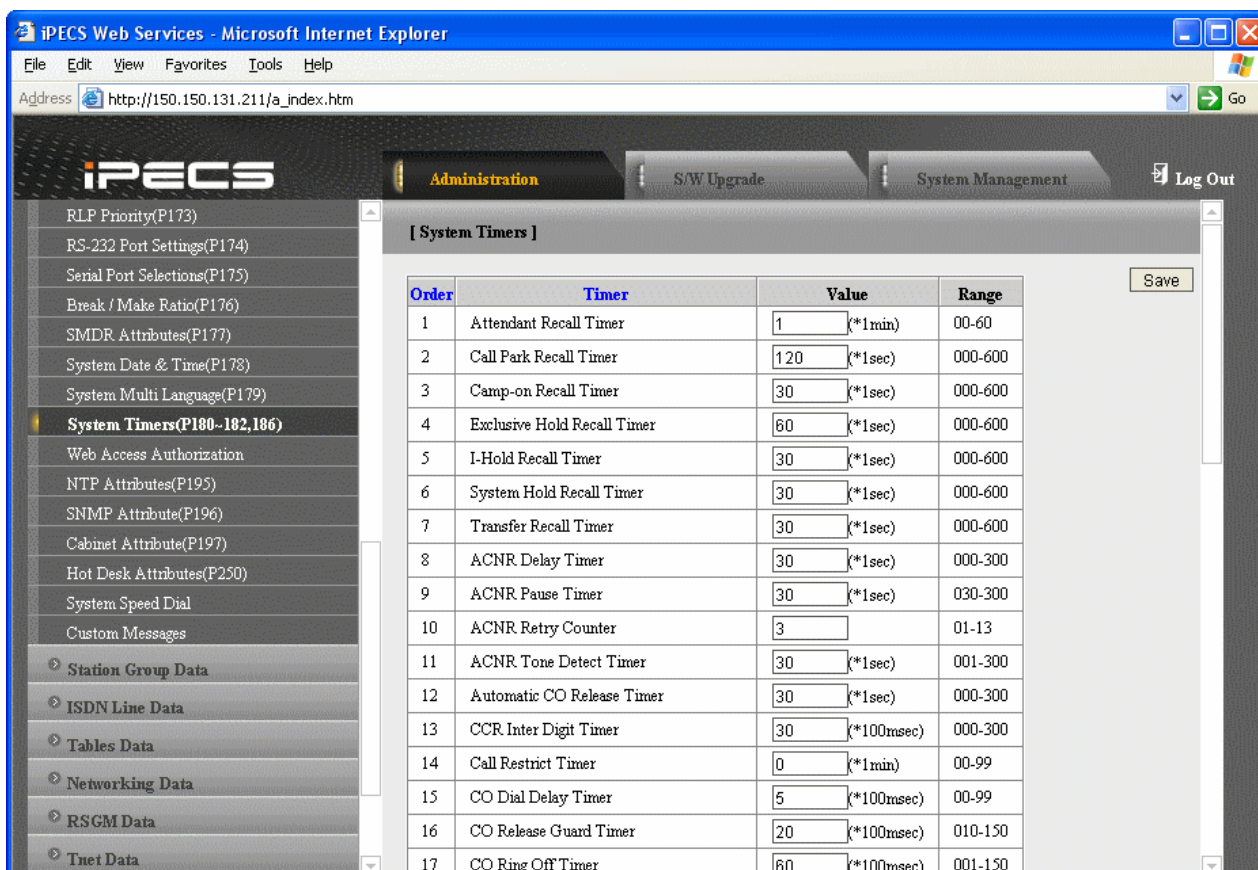 iPECS Web Services - Microsoft Internet Explorer
File Edit View Favorites Tools Help
Address http://150.150.131.211/a_index.htm Go
iPECS
Administration S/W Upgrade System Management Log Out
RLP Priority(P173)
RS-232 Port Settings(P174)
Serial Port Selections(P175)
Break / Make Ratio(P176)
SMDR Attributes(P177)
System Date & Time(P178)
System Multi Language(P179)
System Timers(P180~182,186)
Web Access Authorization
NTP Attributes(P195)
SNMP Attribute(P196)
Cabinet Attribute(P197)
Hot Desk Attributes(P250)
System Speed Dial
Custom Messages
Station Group Data
ISDN Line Data
Tables Data
Networking Data
RSGM Data
Tnet Data
[ System Timers ]
Save
Order Timer Value Range
1 Attendant Recall Timer 1 (*1min) 00-60
2 Call Park Recall Timer 120 (*1sec) 000-600
3 Camp-on Recall Timer 30 (*1sec) 000-600
4 Exclusive Hold Recall Timer 60 (*1sec) 000-600
5 I-Hold Recall Timer 30 (*1sec) 000-600
6 System Hold Recall Timer 30 (*1sec) 000-600
7 Transfer Recall Timer 30 (*1sec) 000-600
8 ACNR Delay Timer 30 (*1sec) 000-300
9 ACNR Pause Timer 30 (*1sec) 030-300
10 ACNR Retry Counter 3 01-13
11 ACNR Tone Detect Timer 30 (*1sec) 001-300
12 Automatic CO Release Timer 30 (*1sec) 000-300
13 CCR Inter Digit Timer 30 (*100msec) 000-300
14 Call Restrict Timer 0 (*1min) 00-99
15 CO Dial Delay Timer 5 (*100msec) 00-99
16 CO Release Guard Timer 20 (*100msec) 010-150
17 CO Ring Off Timer 60 (*100msec) 001-150